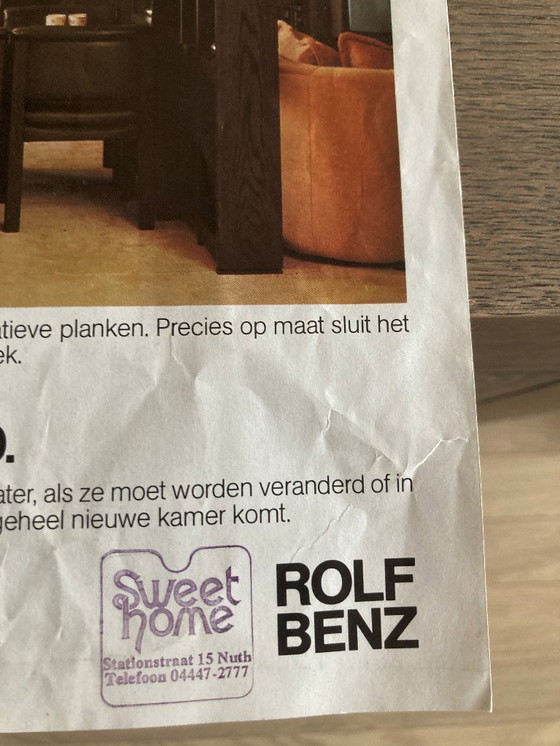 tieve planken. Precies op maat sluit het
ek.
.
ater, als ze moet worden veranderd of in
geheel nieuwe kamer komt.
Sweet
home
Stationstraat 15 Nuth
Telefoon 04447-2777
ROLF
BENZ